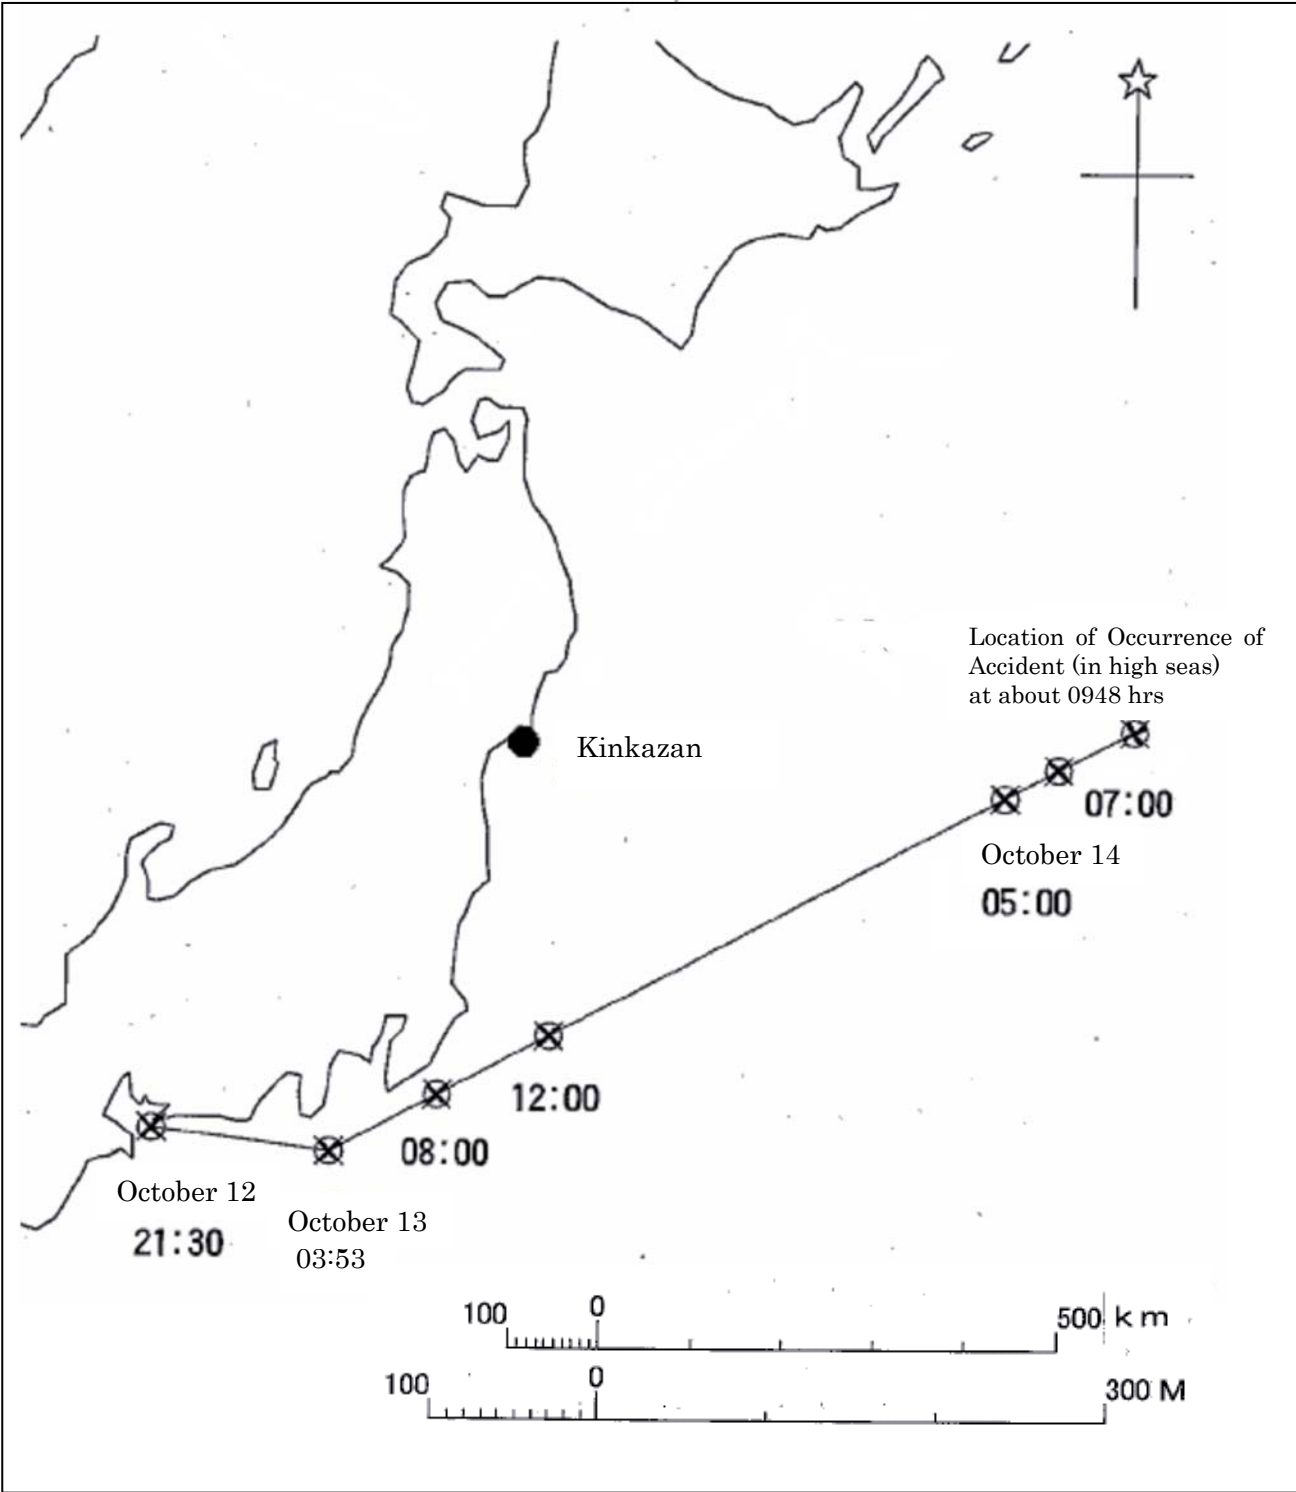 Location of Occurrence of
Accident (in high seas)
at about 0948 hrs
Kinkazan
07:00
October 14
05:00
12:00
08:00
October 12
21:30
October 13
03:53
100 0 500 km
100 0 300 M